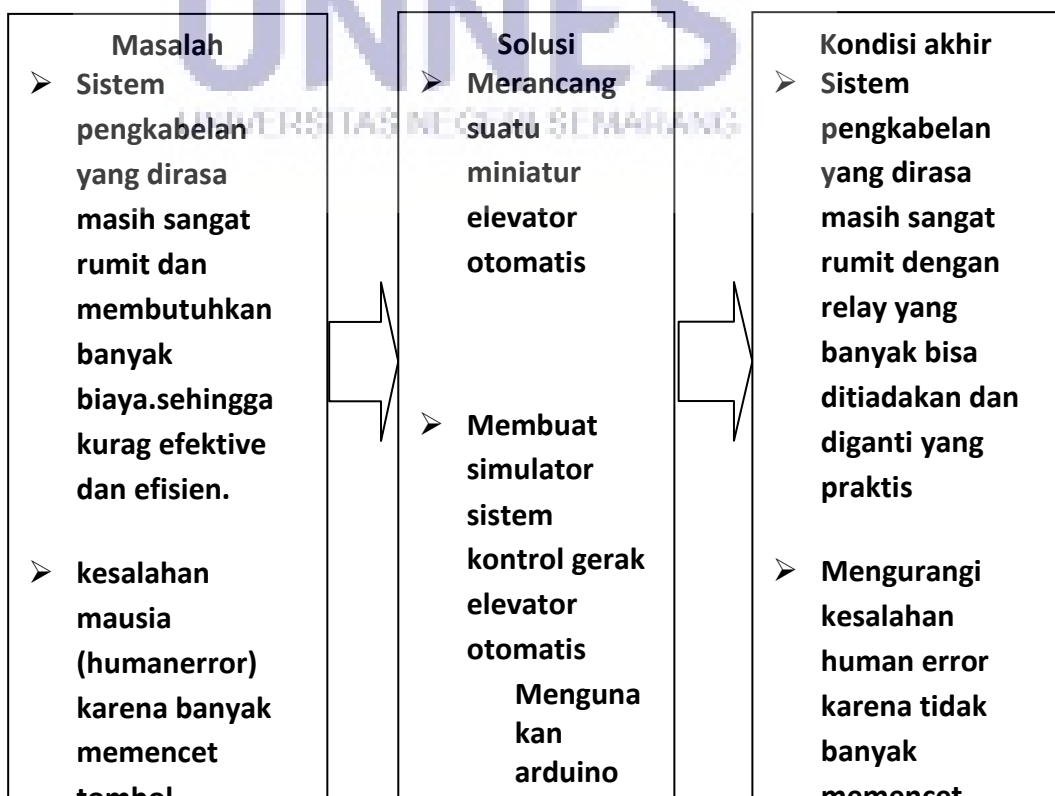 UNNES
UNIVERSITAS NEGERI SEMARANG
Masalah
➢ Sistem
pengkabelan
yang dirasa
masih sangat
rumit dan
membutuhkan
banyak
biaya.sehingga
kurag efektive
dan efisien.
➢ kesalahan
mausia
(humanerror)
karena banyak
memencet
tombol
Solusi
➢ Merancang
suatu
miniatur
elevator
otomatis
➢ Membuat
simulator
sistem
kontrol gerak
elevator
otomatis
Menguna
kan
arduino
Kondisi akhir
➢ Sistem
pengkabelan
yang dirasa
masih sangat
rumit dengan
relay yang
banyak bisa
ditiadakan dan
diganti yang
praktis
➢ Mengurangi
kesalahan
human error
karena tidak
banyak
memencet